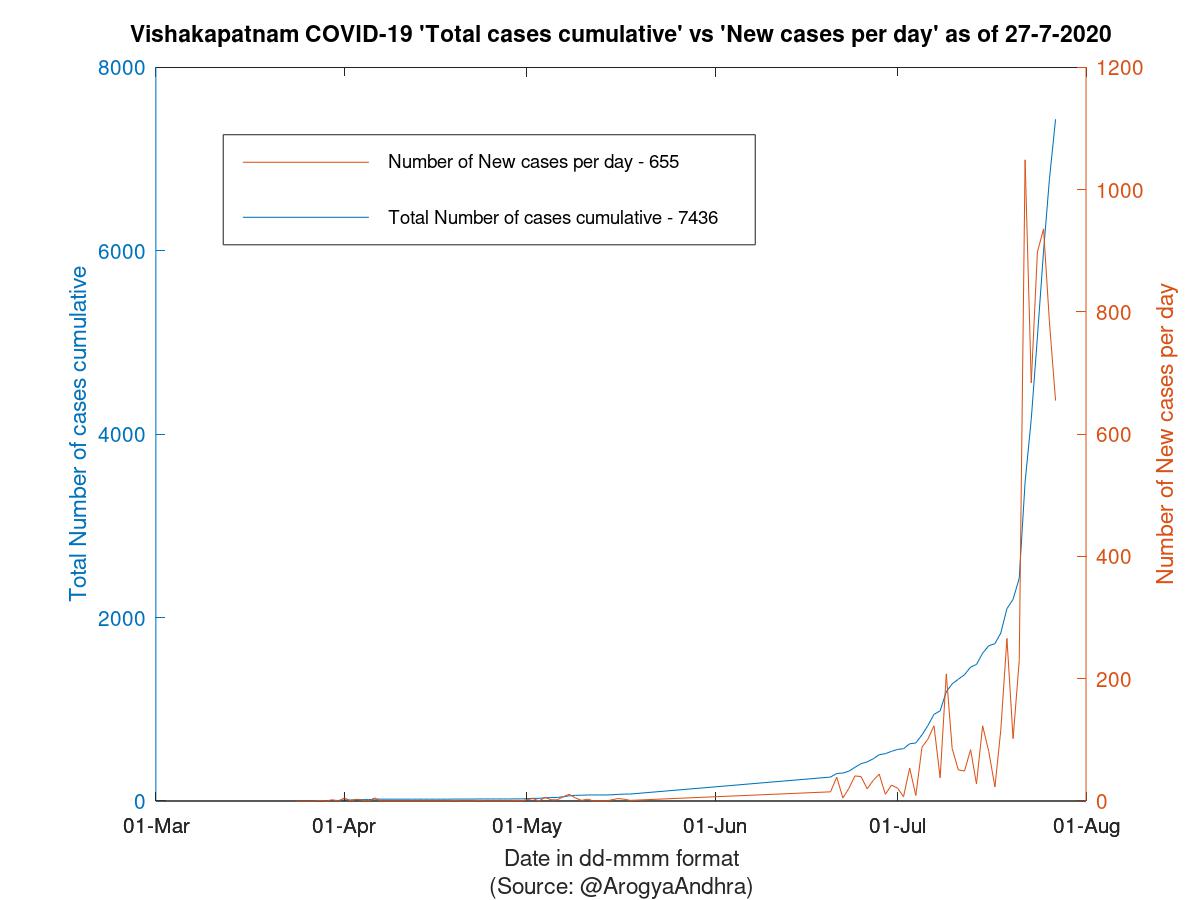 Vishakapatnam COVID-19 'Total cases cumulative' vs 'New cases per day' as of 27-7-2020
8000
6000
4000
2000
0
Total Number of cases cumulative
Number of New cases per day - 655
Total Number of cases cumulative - 7436
1200
1000
800
600
400
200
0
Number of New cases per day
01-Mar 01-Apr 01-May 01-Jun 01-Jul 01-Aug
Date in dd-mmm format
(Source: @ArogyaAndhra)